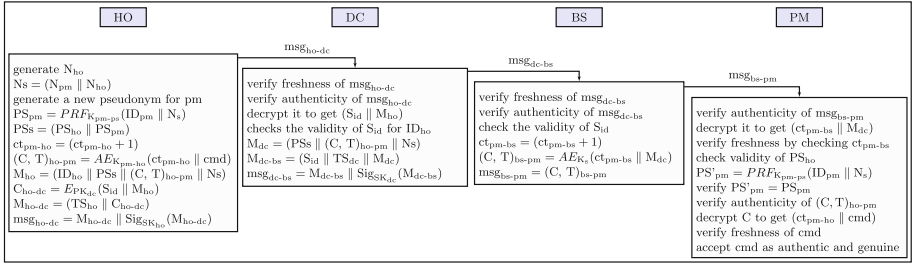 HO
DC
BS
PM
msg_ho-dc
msg_dc-bs
msg_bs-pm
generate N_ho
Ns = (N_pm ∥ N_ho)
generate a new pseudonym for pm
PS_pm = PRF_K_pm-ps(ID_pm ∥ N_s)
PSs = (PS_ho ∥ PS_pm)
ct_pm-ho = (ct_pm-ho + 1)
(C, T)_ho-pm = AE_K_pm-ho(ct_pm-ho ∥ cmd)
M_ho = (ID_ho ∥ PSs ∥ (C, T)_ho-pm ∥ Ns)
C_ho-dc = E_PK_dc(S_id ∥ M_ho)
M_ho-dc = (TS_ho ∥ C_ho-dc)
msg_ho-dc = M_ho-dc ∥ Sig_SK_ho(M_ho-dc)
verify freshness of msg_ho-dc
verify authenticity of msg_ho-dc
decrypt it to get (S_id ∥ M_ho)
checks the validity of S_id for ID_ho
M_dc = (PSs ∥ (C, T)_ho-pm ∥ Ns)
M_dc-bs = (S_id ∥ TS_dc ∥ M_dc)
msg_dc-bs = M_dc-bs ∥ Sig_SK_dc(M_dc-bs)
verify freshness of msg_dc-bs
verify authenticity of msg_dc-bs
check the validity of S_id
ct_pm-bs = (ct_pm-bs + 1)
(C, T)_bs-pm = AE_K_s(ct_pm-bs ∥ M_dc)
msg_bs-pm = (C, T)_bs-pm
verify authenticity of msg_bs-pm
decrypt it to get (ct_pm-bs ∥ M_dc)
verify freshness by checking ct_pm-bs
check validity of PS_ho
PS'_pm = PRF_K_pm-ps(ID_pm ∥ N_s)
verify PS'_pm = PS_pm
verify authenticity of (C, T)_ho-pm
decrypt C to get (ct_pm-ho ∥ cmd)
verify freshness of cmd
accept cmd as authentic and genuine